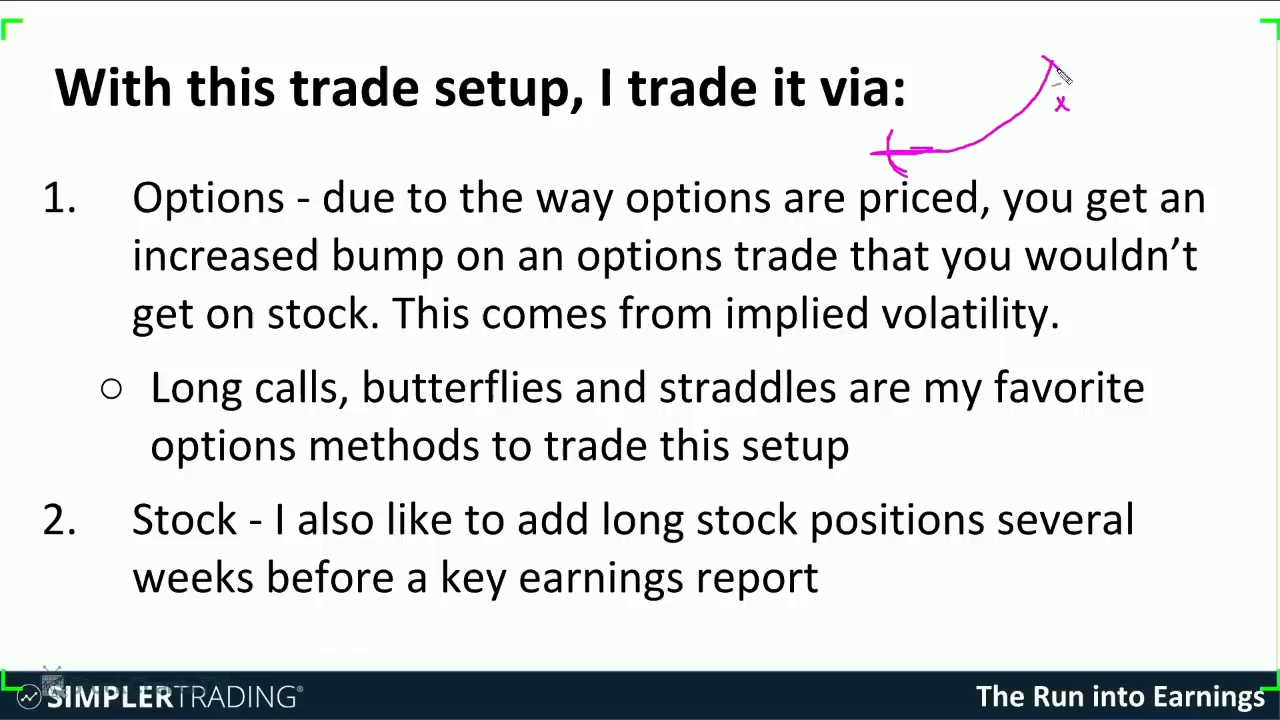 With this trade setup, I trade it via:
x
1. Options - due to the way options are priced, you get an
increased bump on an options trade that you wouldn’t
get on stock. This comes from implied volatility.
○ Long calls, butterflies and straddles are my favorite
options methods to trade this setup
2. Stock - I also like to add long stock positions several
weeks before a key earnings report
SIMPLERTRADING®
The Run into Earnings